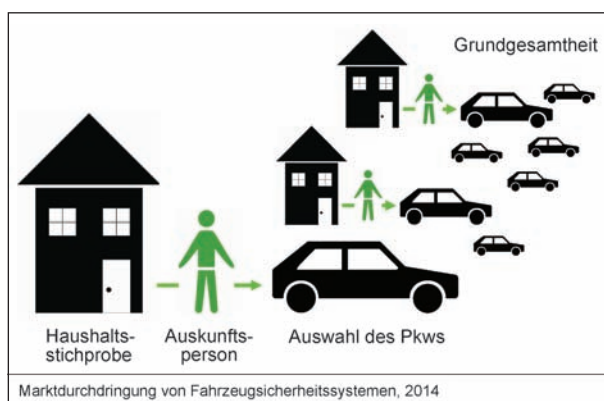 Grundgesamtheit
Haushalts-
stichprobe
Auskunfts-
person
Auswahl des Pkws
Marktdurchdringung von Fahrzeugsicherheitssystemen, 2014